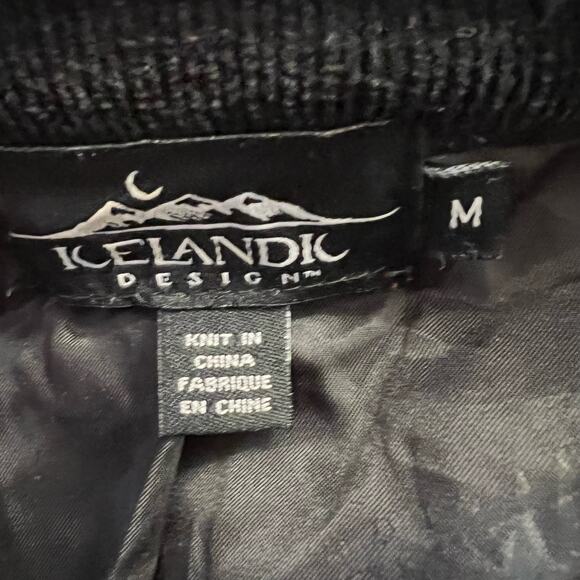 ICELANDIC
DESIGN™
M
KNIT IN
CHINA
FABRIQUE
EN CHINE